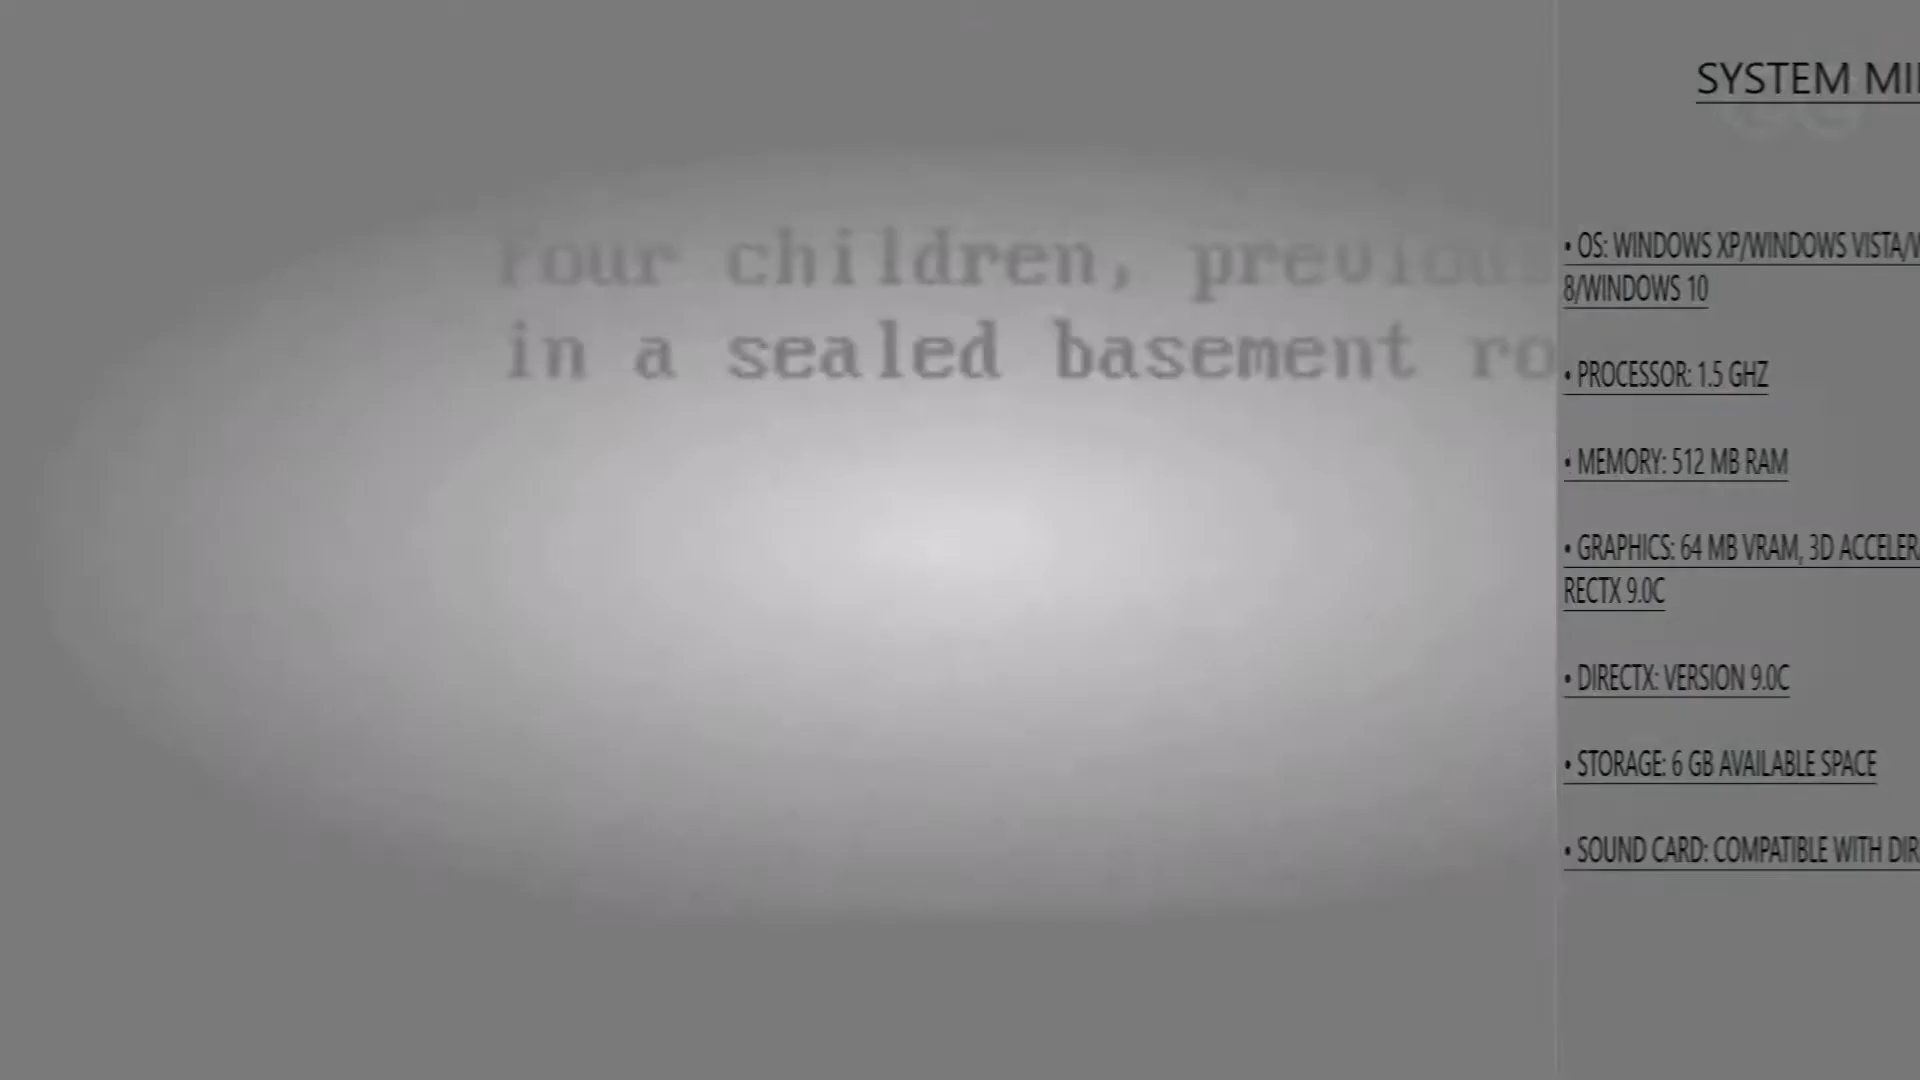 Four children, previous
in a sealed basement ro
SYSTEM MI
• OS: WINDOWS XP/WINDOWS VISTA/
8/WINDOWS 10
• PROCESSOR: 1.5 GHZ
• MEMORY: 512 MB RAM
• GRAPHICS: 64 MB VRAM, 3D ACCELER
RECTX 9.0C
• DIRECTX: VERSION 9.0C
• STORAGE: 6 GB AVAILABLE SPACE
• SOUND CARD: COMPATIBLE WITH DIR